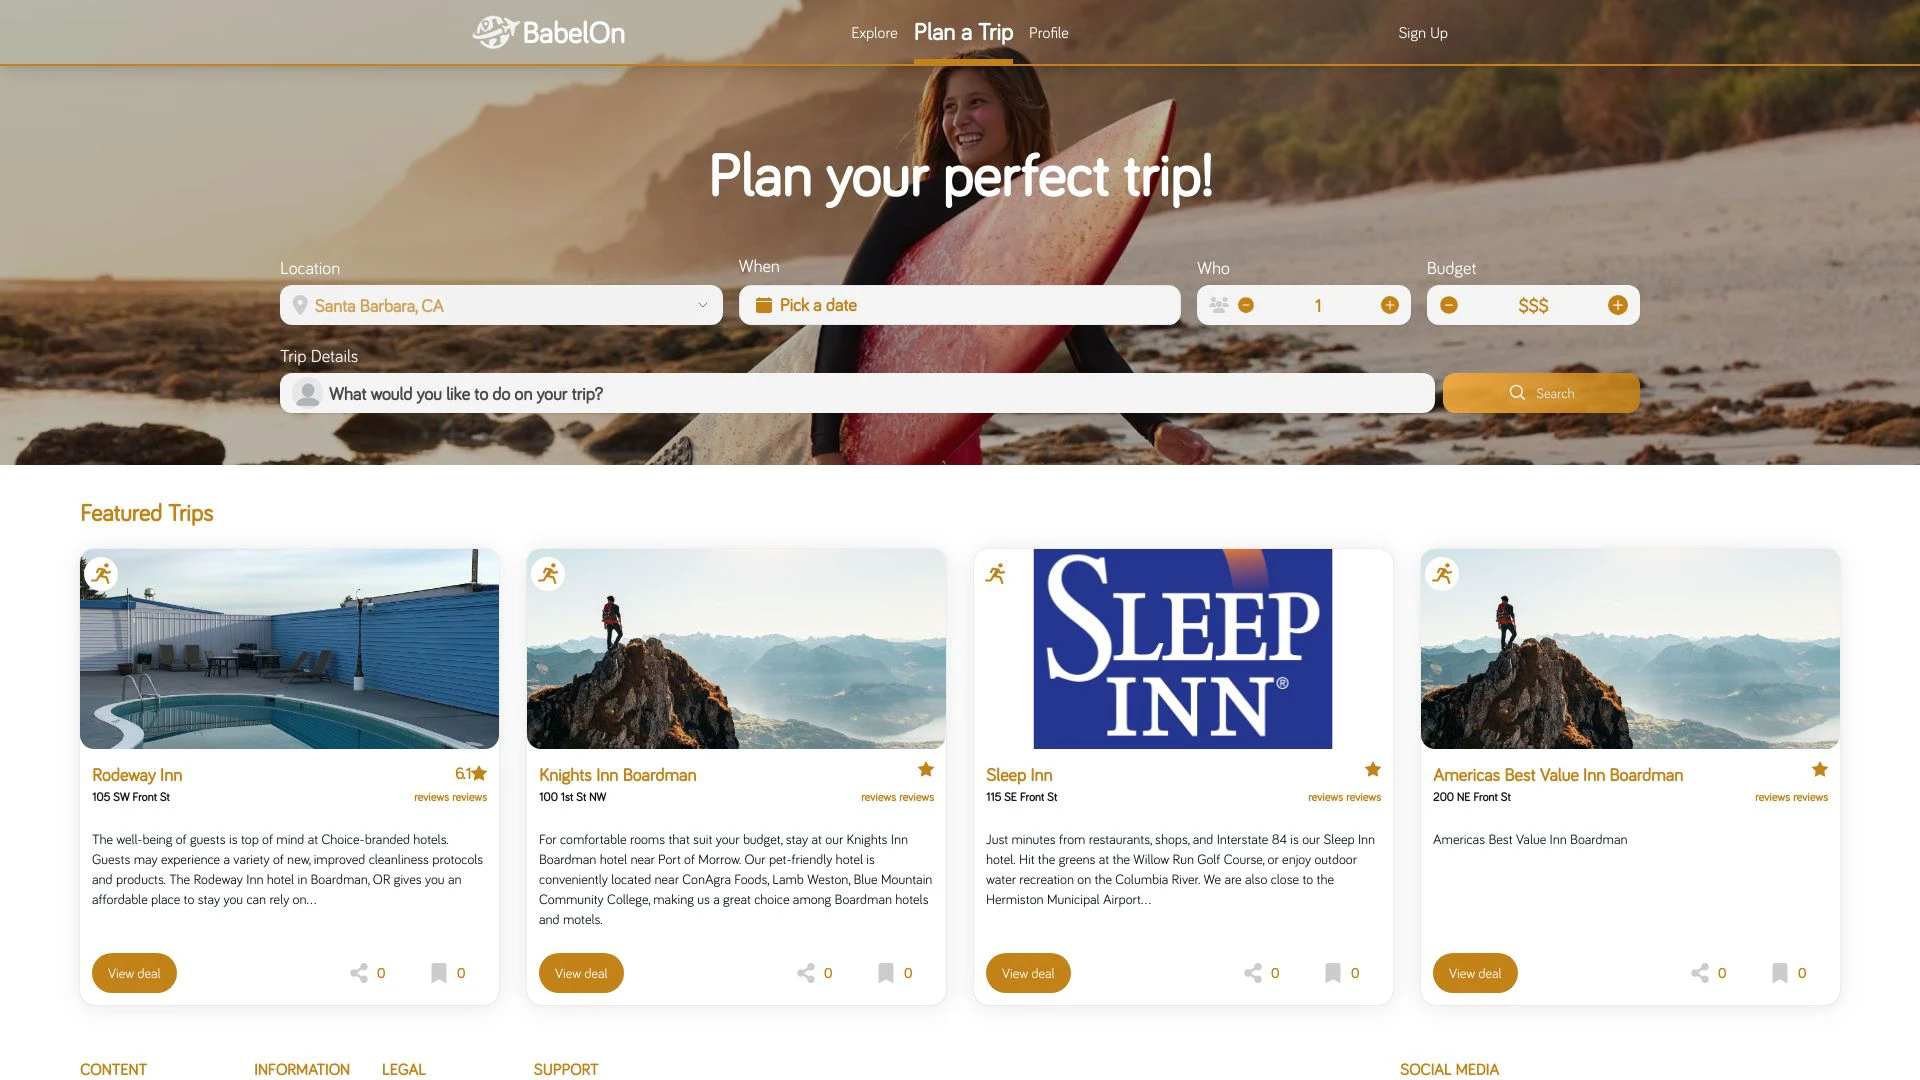 BabelOn
Explore
Plan a Trip
Profile
Sign Up
Plan your perfect trip!
Location
When
Who
Budget
Santa Barbara, CA
Pick a date
1
$$$
Trip Details
What would you like to do on your trip?
Search
Featured Trips
Rodeway Inn
6.1
105 SW Front St
reviews reviews
The well-being of guests is top of mind at Choice-branded hotels.
Guests may experience a variety of new, improved cleanliness protocols
and products. The Rodeway Inn hotel in Boardman, OR gives you an
affordable place to stay you can rely on...
View deal
0
0
Knights Inn Boardman
100 1st St NW
reviews reviews
For comfortable rooms that suit your budget, stay at our Knights Inn
Boardman hotel near Port of Morrow. Our pet-friendly hotel is
conveniently located near ConAgra Foods, Lamb Weston, Blue Mountain
Community College, making us a great choice among Boardman hotels
and motels.
View deal
0
0
SLEEP
INN®
Sleep Inn
115 SE Front St
reviews reviews
Just minutes from restaurants, shops, and Interstate 84 is our Sleep Inn
hotel. Hit the greens at the Willow Run Golf Course, or enjoy outdoor
water recreation on the Columbia River. We are also close to the
Hermiston Municipal Airport...
View deal
0
0
Americas Best Value Inn Boardman
200 NE Front St
reviews reviews
Americas Best Value Inn Boardman
View deal
0
0
CONTENT
INFORMATION
LEGAL
SUPPORT
SOCIAL MEDIA